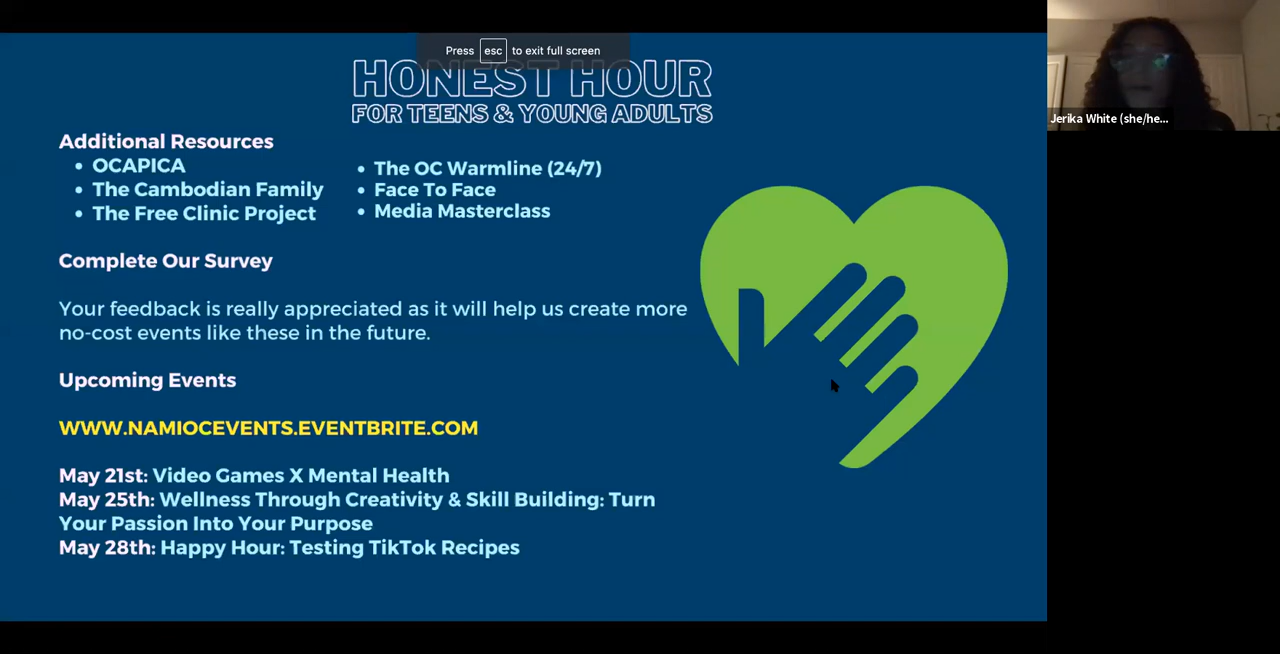 Press esc to exit full screen
HONEST HOUR
FOR TEENS & YOUNG ADULTS
Additional Resources
• OCAPICA
• The Cambodian Family
• The Free Clinic Project
• The OC Warmline (24/7)
• Face To Face
• Media Masterclass
Complete Our Survey
Your feedback is really appreciated as it will help us create more
no-cost events like these in the future.
Upcoming Events
WWW.NAMIOCEVENTS.EVENTBRITE.COM
May 21st: Video Games X Mental Health
May 25th: Wellness Through Creativity & Skill Building: Turn
Your Passion Into Your Purpose
May 28th: Happy Hour: Testing TikTok Recipes
Jerika White (she/he...